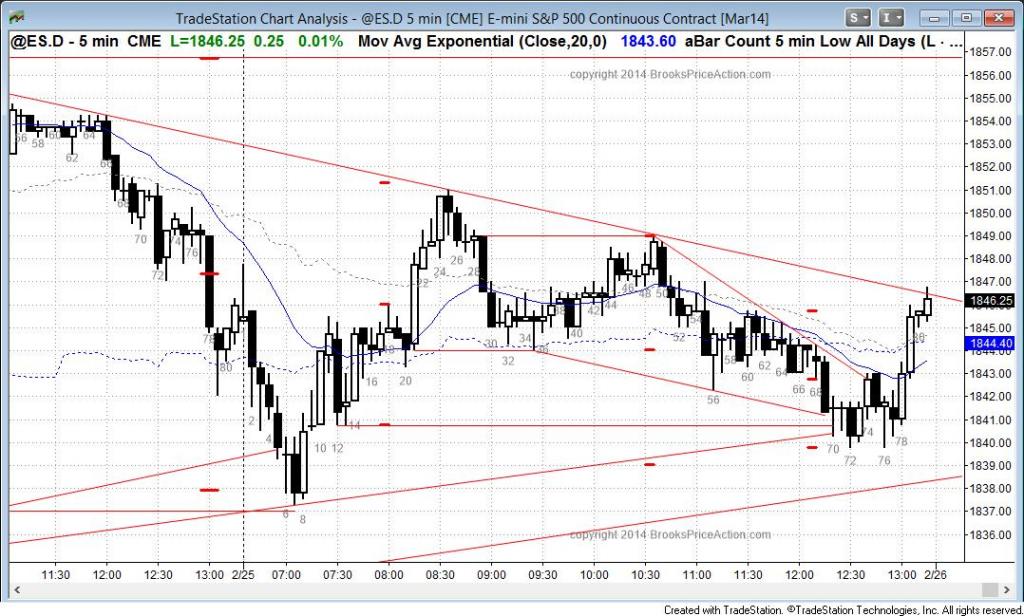 TradeStation Chart Analysis - @ES.D 5 min [CME] E-mini S&P 500 Continuous Contract [Mar14]
S I
@ES.D - 5 min CME L=1846.25 0.25 0.01% Mov Avg Exponential (Close,20,0) 1843.60 aBar Count 5 min Low All Days (L · ...
1857.00
copyright 2014 BrooksPriceAction.com
1856.00
1855.00
1854.00
1853.00
1852.00
1851.00
1850.00
1849.00
1848.00
1847.00
1846.25
1845.00
1844.40
1844.00
1843.00
1842.00
1841.00
1840.00
1839.00
1838.00
1837.00
1836.00
56 58 60 62 64 66 68 70 72 74 76 78 80
2 4 6 8 10 12 14 16 18 20 22 24 26 28 30 32 34 36 38 40 42 44 46 48 50 52 54 56 58 60 62 64 66 68 70 72 74 76 78
copyright 2014 BrooksPriceAction.com
11:30 12:00 12:30 13:00 2/25 07:00 07:30 08:00 08:30 09:00 09:30 10:00 10:30 11:00 11:30 12:00 12:30 13:00 2/26
Created with TradeStation. ©TradeStation Technologies, Inc. All rights reserved.